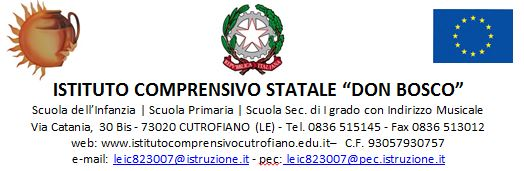 REPVBBLICA ITALIANA
ISTITUTO COMPRENSIVO STATALE “DON BOSCO”
Scuola dell’Infanzia | Scuola Primaria | Scuola Sec. di I grado con Indirizzo Musicale
Via Catania, 30 Bis - 73020 CUTROFIANO (LE) - Tel. 0836 515145 - Fax 0836 513012
web: www.istitutocomprensivocutrofiano.edu.it– C.F. 93057930757
e-mail: leic823007@istruzione.it - pec: leic823007@pec.istruzione.it